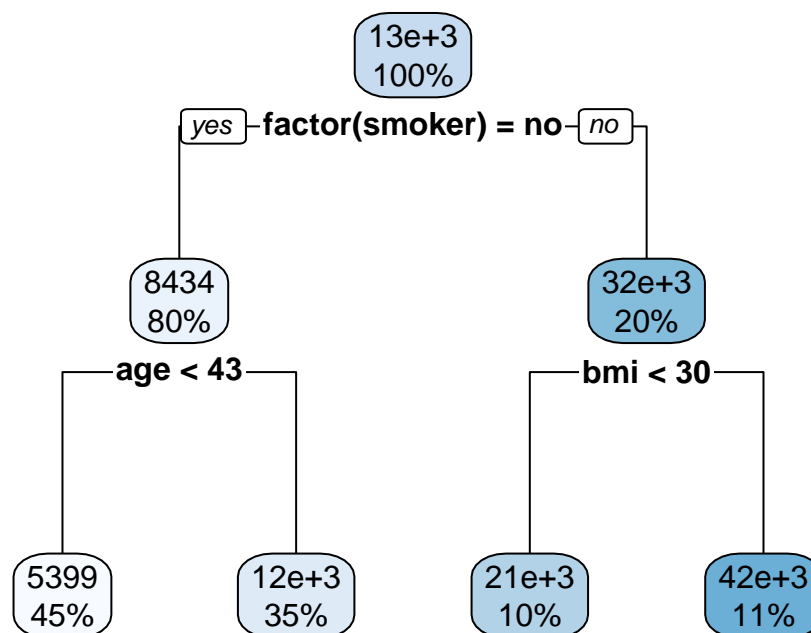 13e+3
100%
yes factor(smoker) = no no
8434
80%
32e+3
20%
age < 43
bmi < 30
5399
45%
12e+3
35%
21e+3
10%
42e+3
11%